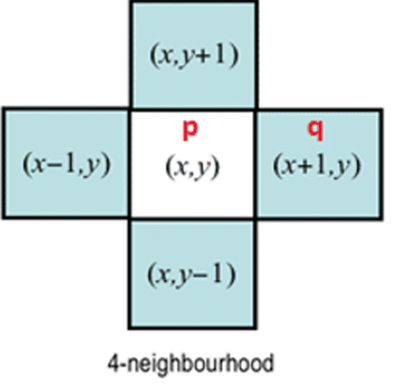 (x,y+1)
p q
(x−1,y) (x,y) (x+1,y)
(x,y−1)
4-neighbourhood